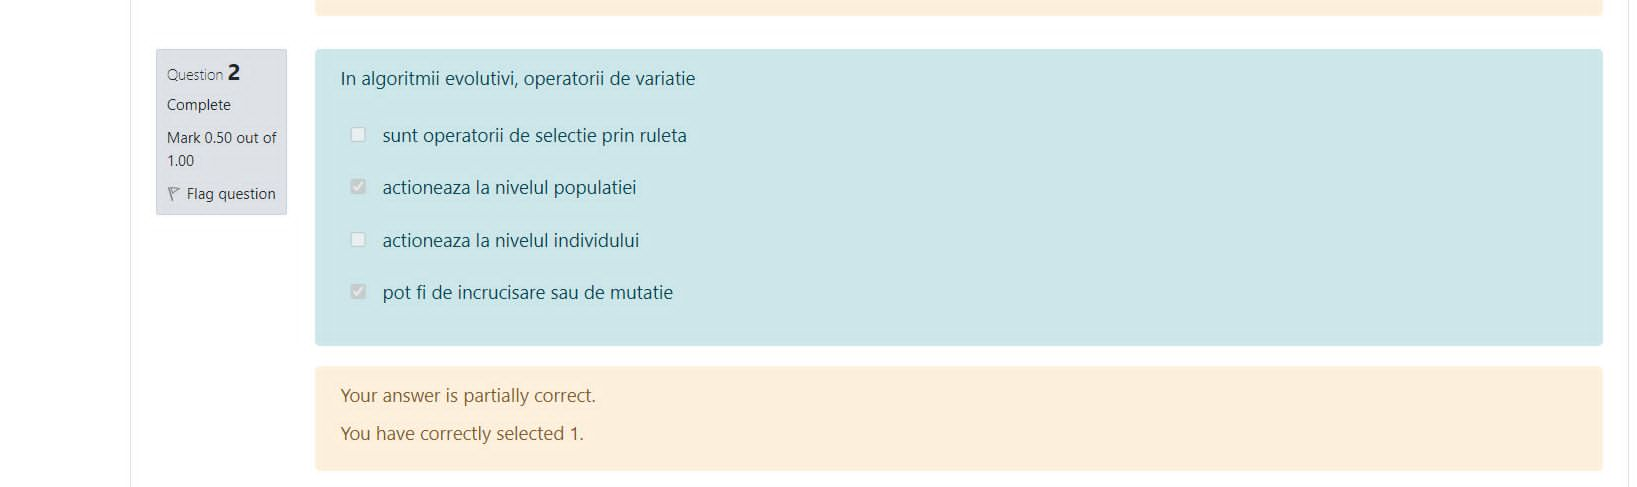 Question 2
Complete
Mark 0.50 out of
1.00
Flag question
In algoritmii evolutivi, operatorii de variatie
sunt operatorii de selectie prin ruleta
actioneaza la nivelul populatiei
actioneaza la nivelul individului
pot fi de incrucisare sau de mutatie
Your answer is partially correct.
You have correctly selected 1.